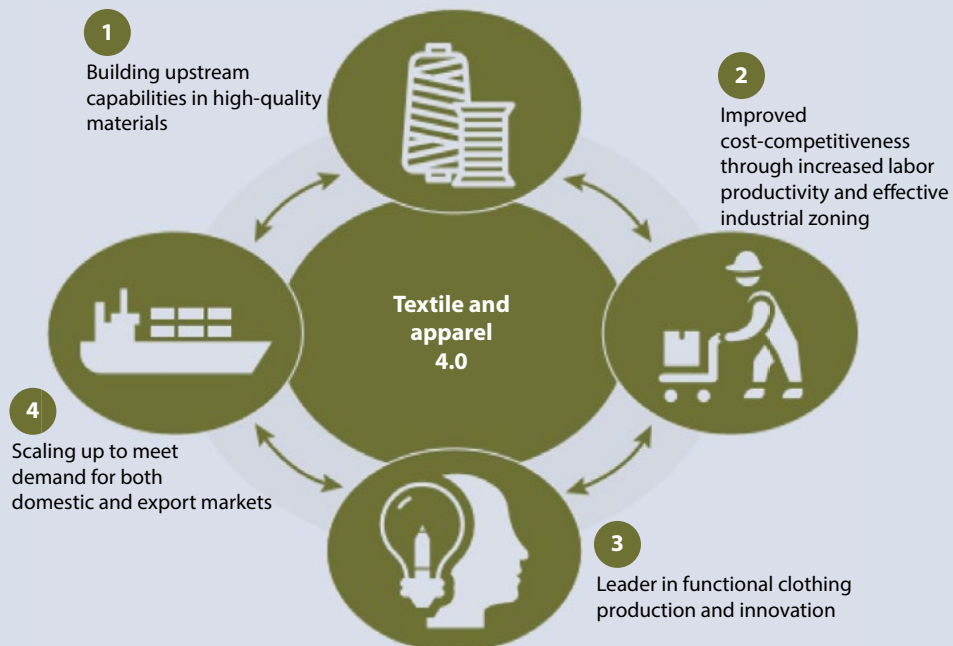 1
Building upstream
capabilities in high-quality
materials
2
Improved
cost-competitiveness
through increased labor
productivity and effective
industrial zoning
Textile and
apparel
4.0
4
Scaling up to meet
demand for both
domestic and export markets
3
Leader in functional clothing
production and innovation